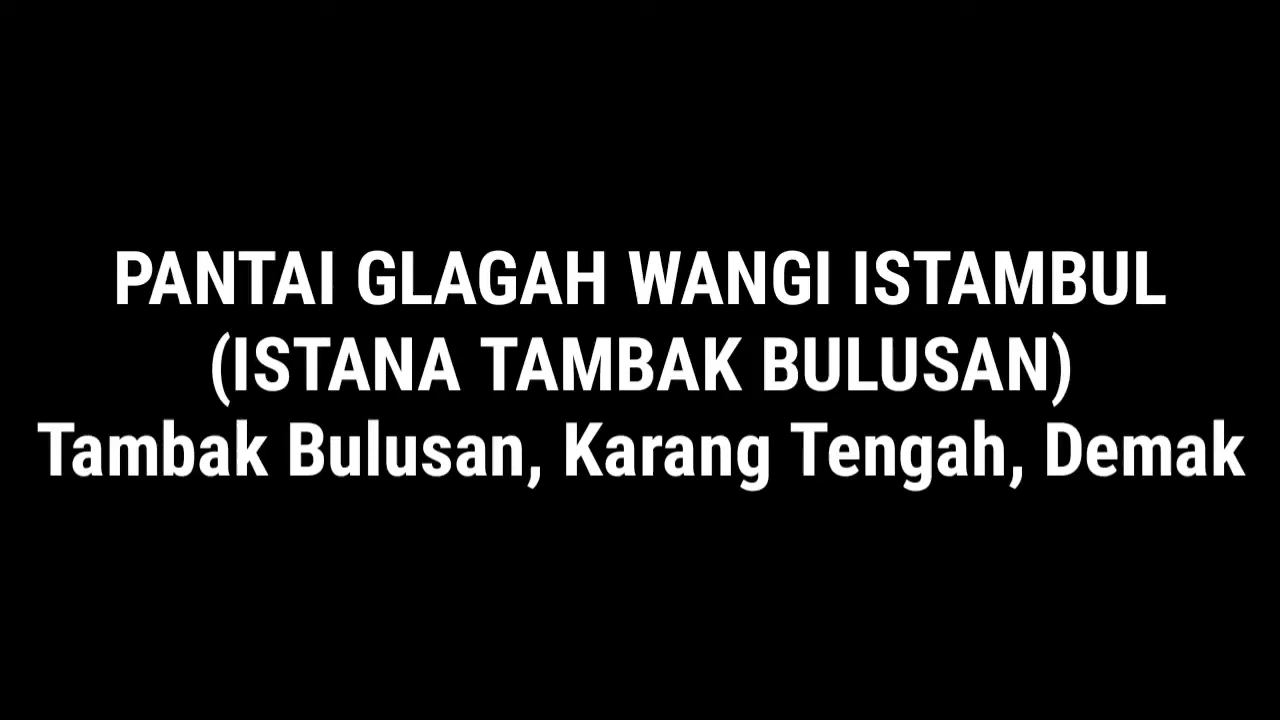 PANTAI GLAGAH WANGI ISTAMBUL
(ISTANA TAMBAK BULUSAN)
Tambak Bulusan, Karang Tengah, Demak